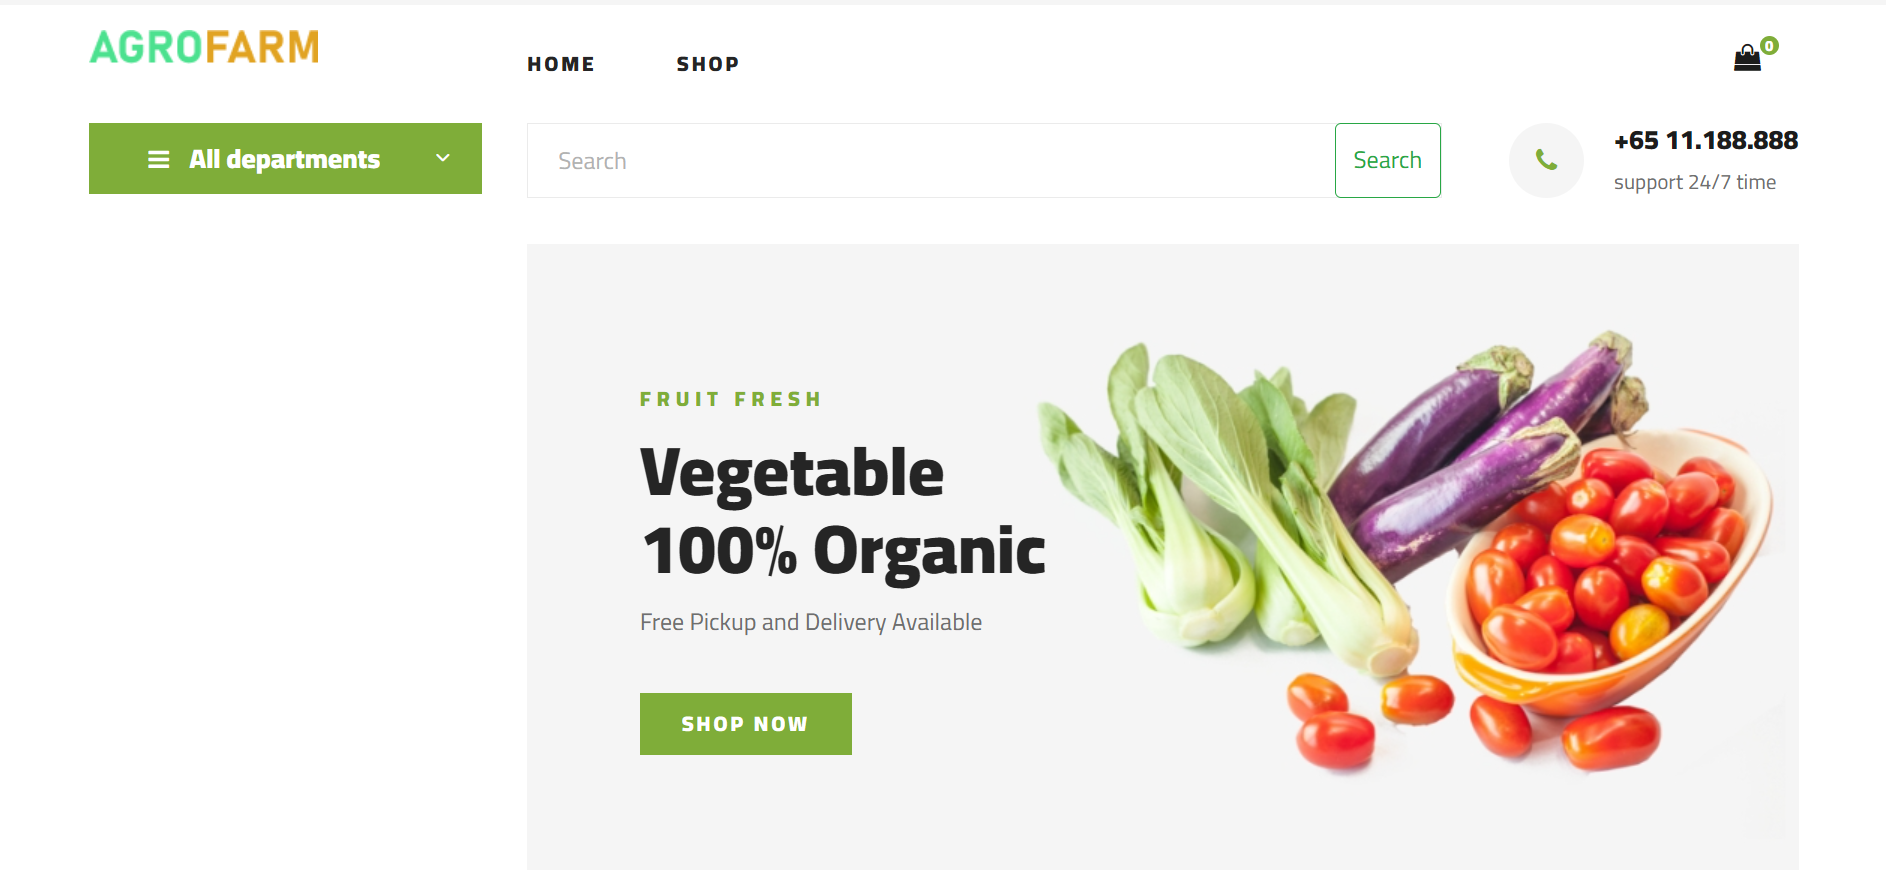 AGROFARM
HOME
SHOP
0
All departments
Search
Search
+65 11.188.888
support 24/7 time
FRUIT FRESH
Vegetable
100% Organic
Free Pickup and Delivery Available
SHOP NOW